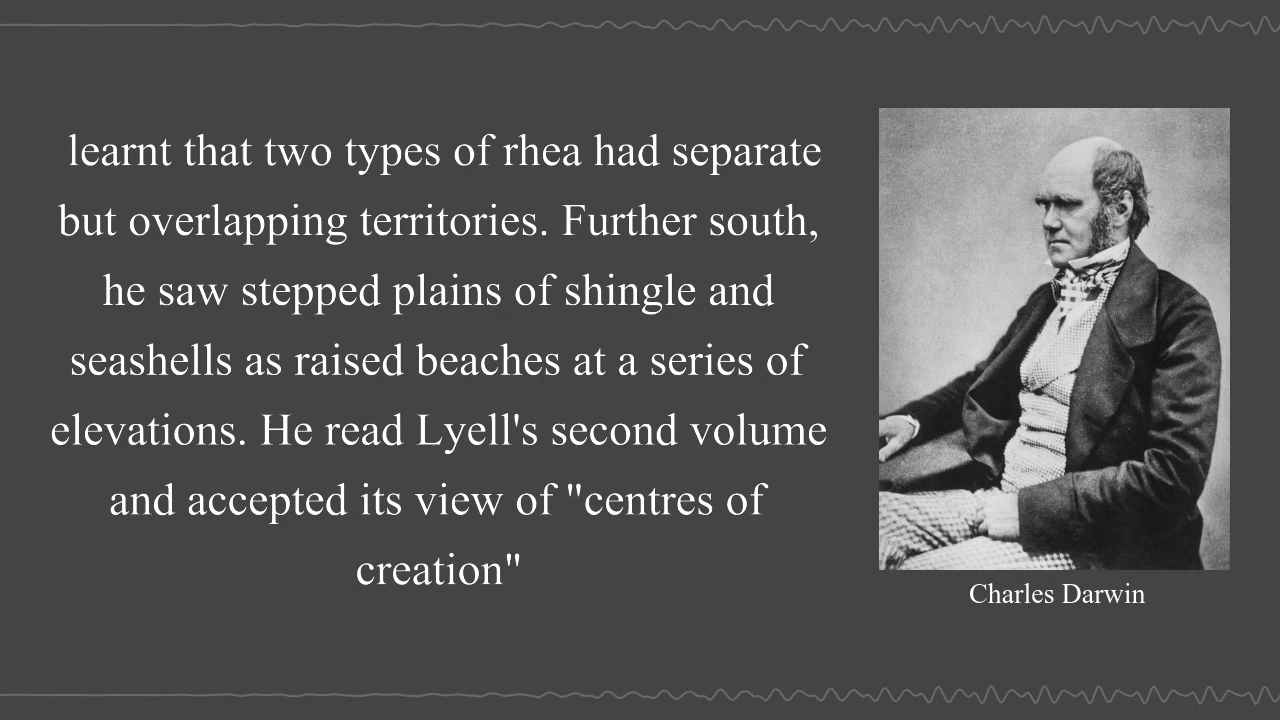 learnt that two types of rhea had separate
but overlapping territories. Further south,
he saw stepped plains of shingle and
seashells as raised beaches at a series of
elevations. He read Lyell's second volume
and accepted its view of "centres of
creation"
Charles Darwin